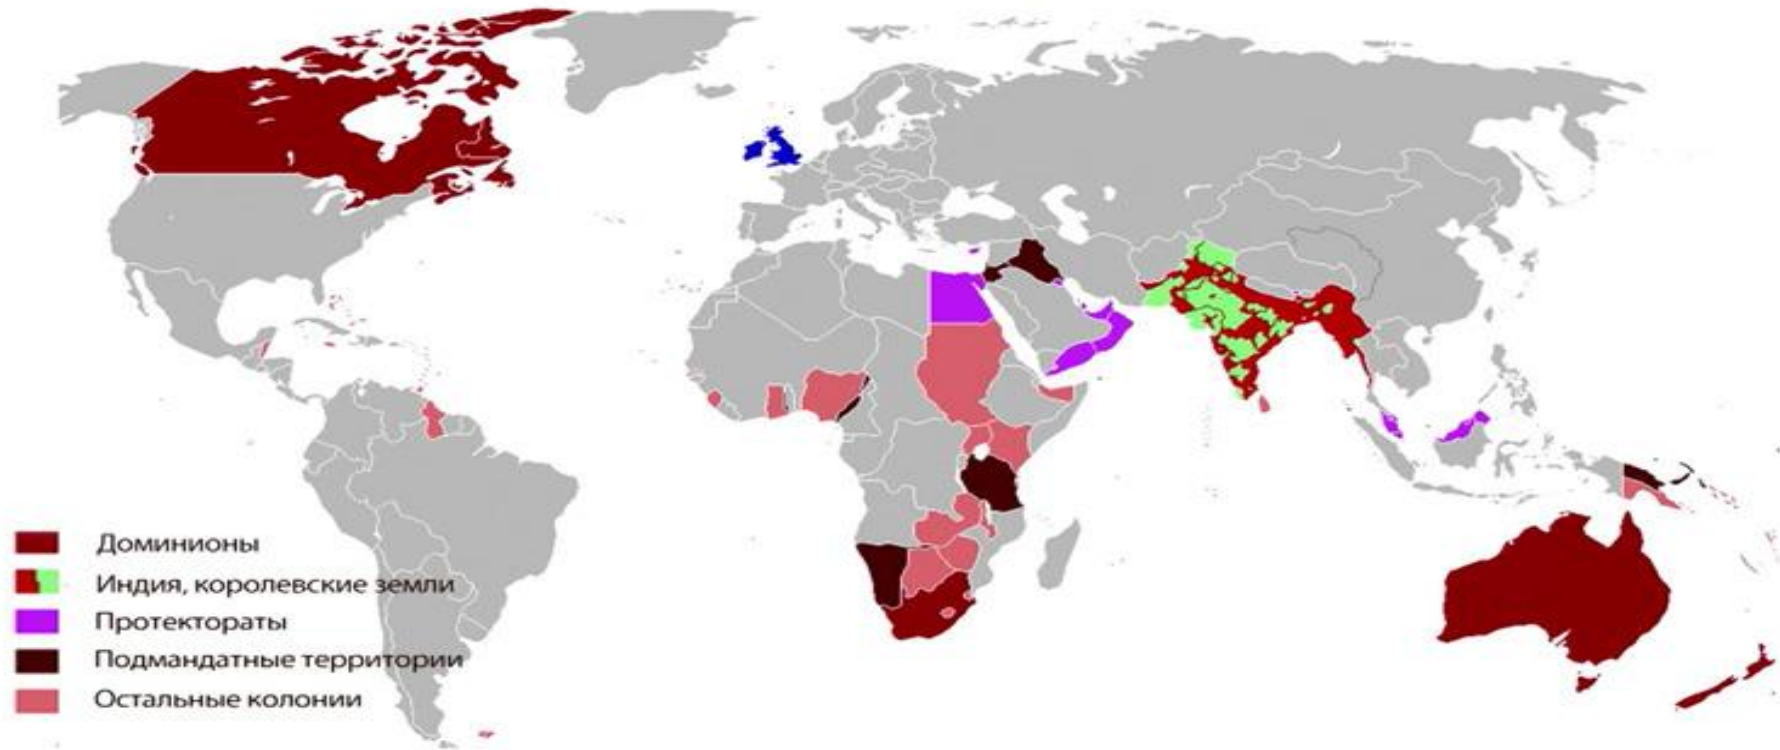 Доминионы
Индия, королевские земли
Протектораты
Подмандатные территории
Остальные колонии